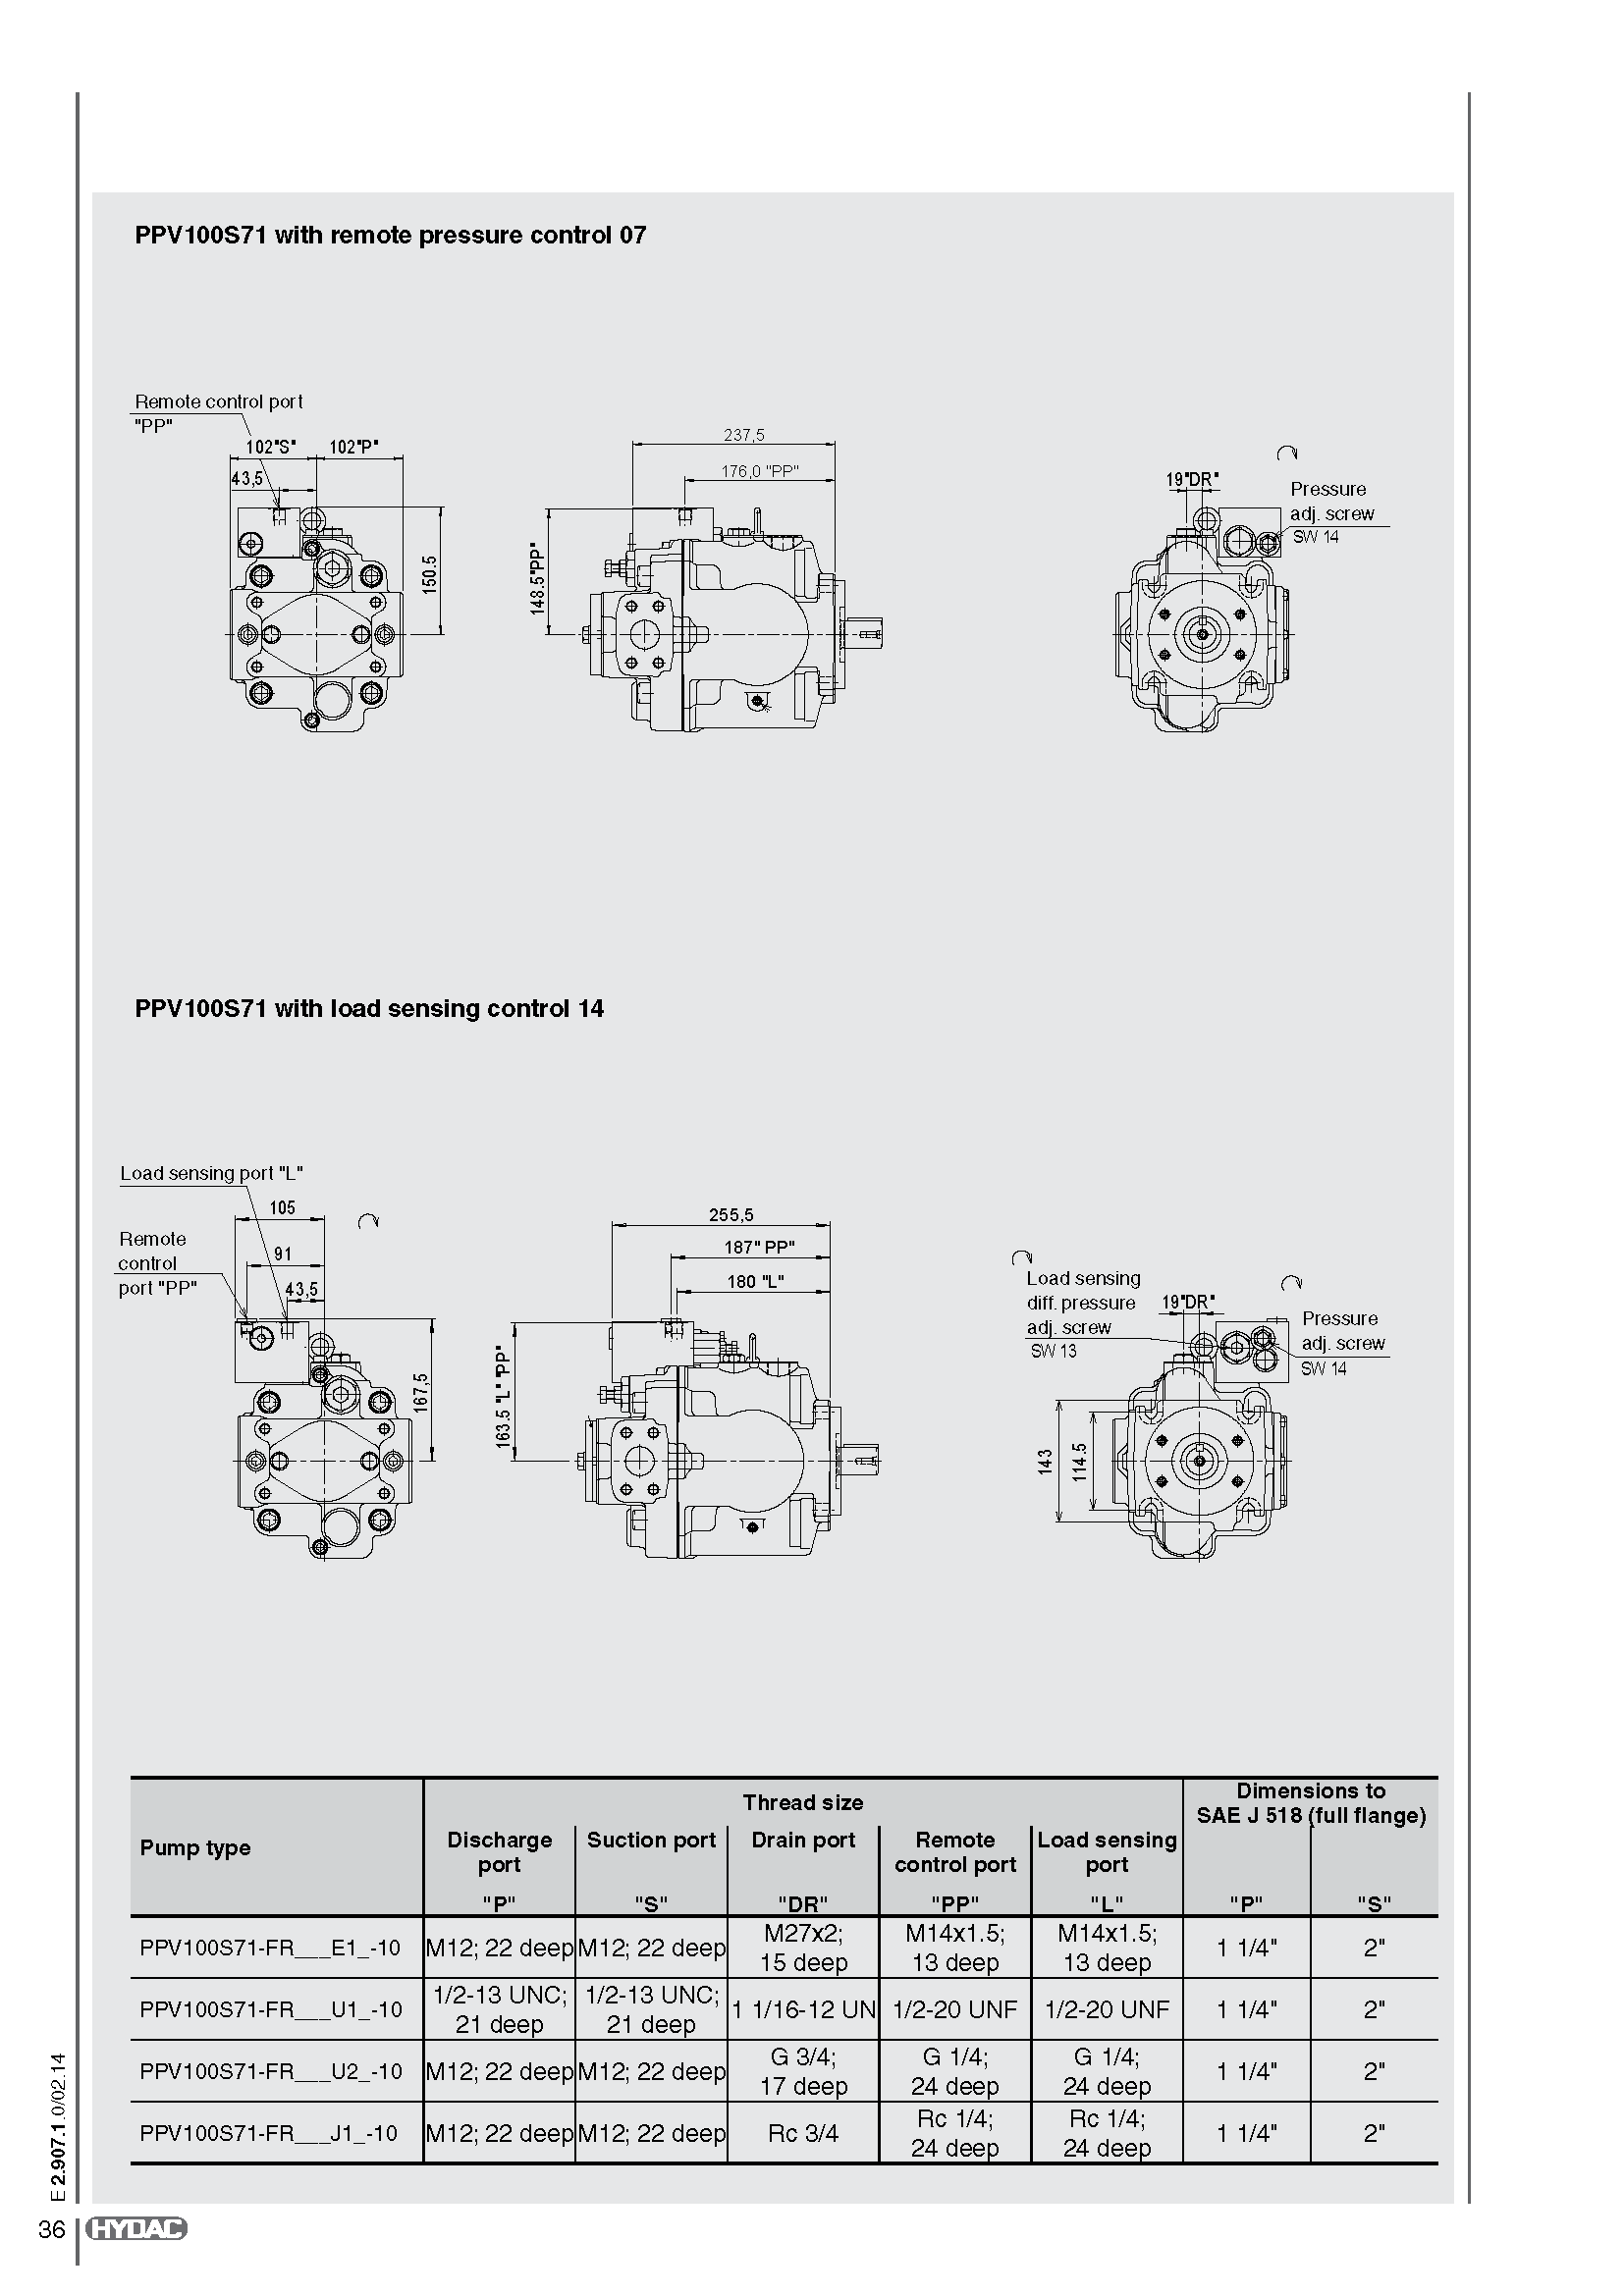 PPV100S71 with remote pressure control 07
Remote control port
"PP"
102"S" 102"P"
43,5
150.5
237,5
176,0 "PP"
148.5"PP"
19"DR"
Pressure
adj. screw
SW 14
PPV100S71 with load sensing control 14
Load sensing port "L"
105
Remote
control
port "PP"
91
43,5
167,5
255,5
187" PP"
180 "L"
163.5 "L" "PP"
Load sensing
diff. pressure
adj. screw
SW 13
19"DR"
Pressure
adj. screw
SW 14
143
114.5
Pump type
Thread size
Dimensions to
SAE J 518 (full flange)
Discharge port "P"
Suction port "S"
Drain port "DR"
Remote control port "PP"
Load sensing port "L"
"P" "S"
PPV100S71-FR___E1_-10 M12; 22 deep M12; 22 deep M27x2; 15 deep M14x1.5; 13 deep M14x1.5; 13 deep 1 1/4" 2"
PPV100S71-FR___U1_-10 1/2-13 UNC; 21 deep 1/2-13 UNC; 21 deep 1 1/16-12 UN 1/2-20 UNF 1/2-20 UNF 1 1/4" 2"
PPV100S71-FR___U2_-10 M12; 22 deep M12; 22 deep G 3/4; 17 deep G 1/4; 24 deep G 1/4; 24 deep 1 1/4" 2"
PPV100S71-FR___J1_-10 M12; 22 deep M12; 22 deep Rc 3/4 Rc 1/4; 24 deep Rc 1/4; 24 deep 1 1/4" 2"
E 2.907.1.0/02.14
36 HYDAC